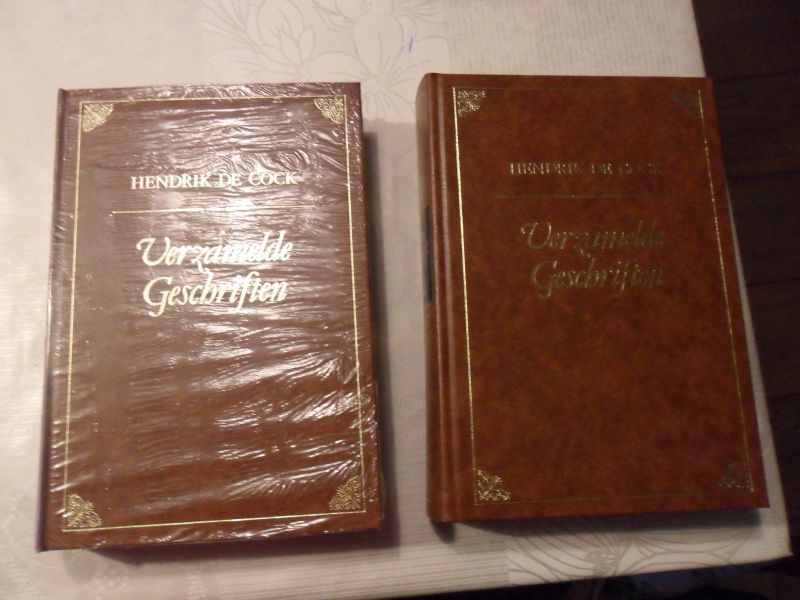 HENDRIK DE COCK
Verzamelde
Geschriften
HENDRIK DE COCK
Verzamelde
Geschriften